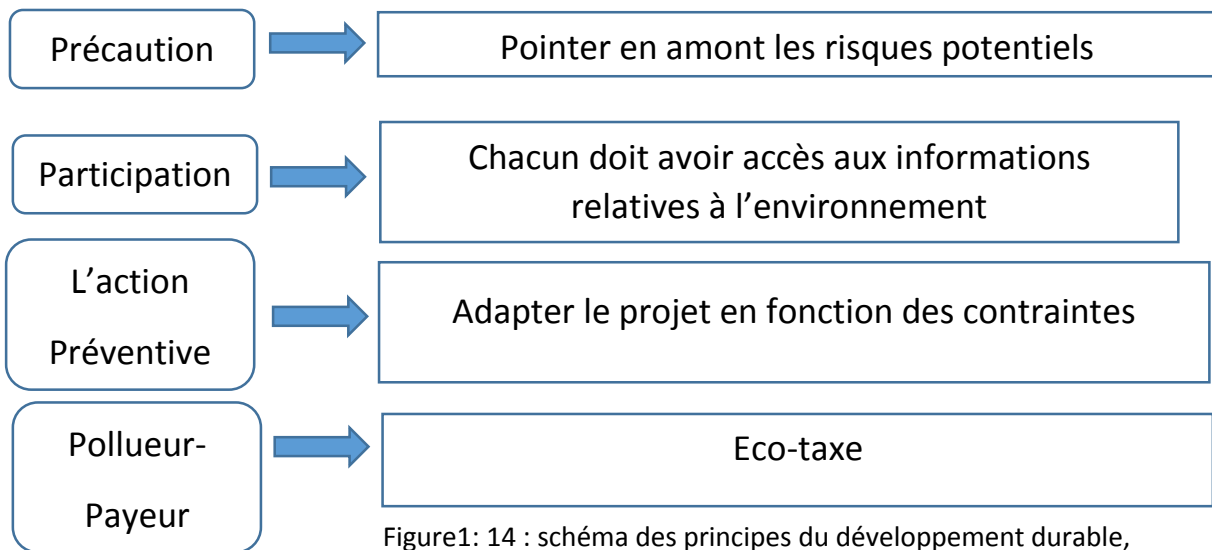 Précaution
Pointer en amont les risques potentiels
Participation
Chacun doit avoir accès aux informations
relatives à l’environnement
L’action
Préventive
Adapter le projet en fonction des contraintes
Pollueur-
Payeur
Eco-taxe
Figure1: 14 : schéma des principes du développement durable,